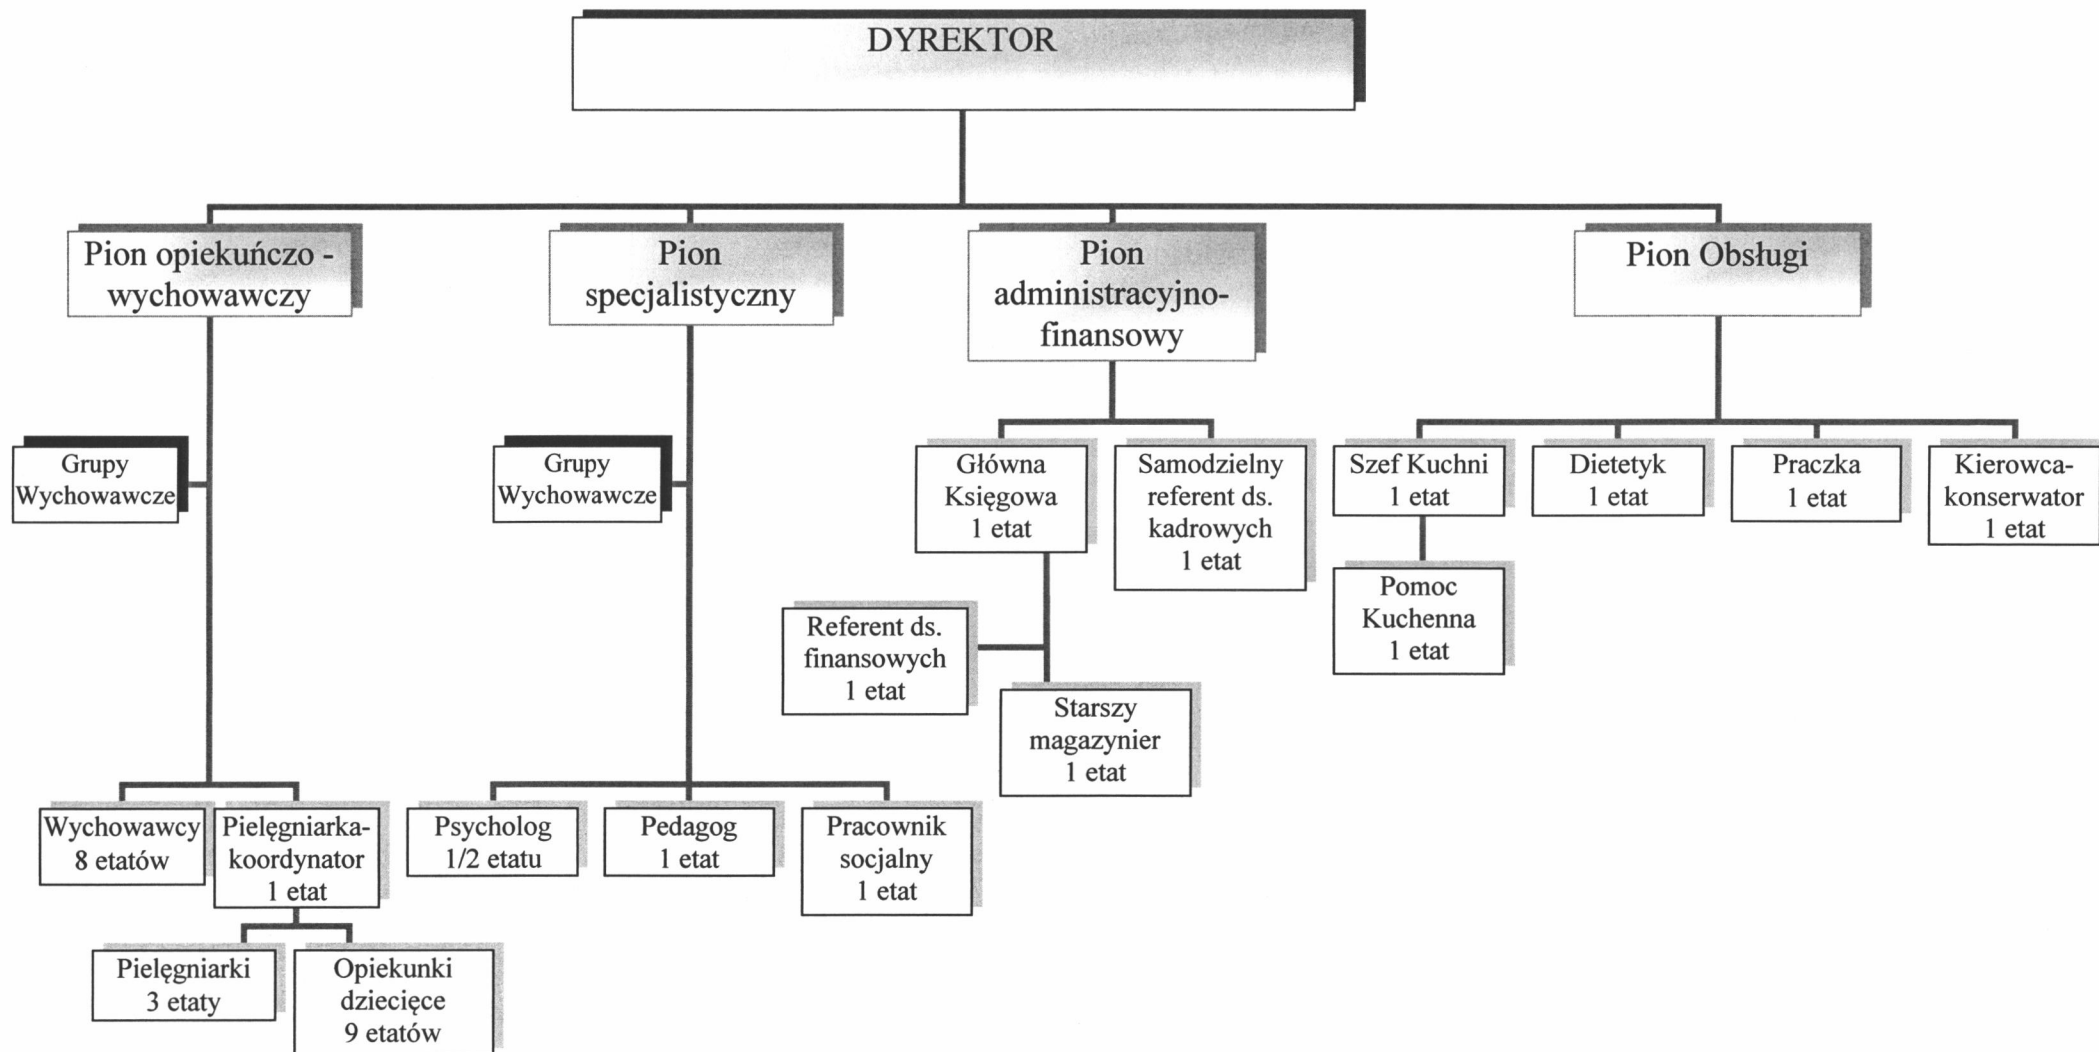 DYREKTOR
Pion opiekuńczo -
wychowawczy
Pion
specjalistyczny
Pion
administracyjno-
finansowy
Pion Obsługi
Grupy
Wychowawcze
Grupy
Wychowawcze
Główna
Księgowa
1 etat
Samodzielny
referent ds.
kadrowych
1 etat
Szef Kuchni
1 etat
Dietetyk
1 etat
Praczka
1 etat
Kierowca-
konserwator
1 etat
Pomoc
Kuchenna
1 etat
Referent ds.
finansowych
1 etat
Starszy
magazynier
1 etat
Wychowawcy
8 etatów
Pielęgniarka-
koordynator
1 etat
Psycholog
1/2 etatu
Pedagog
1 etat
Pracownik
socjalny
1 etat
Pielęgniarki
3 etaty
Opiekunki
dziecięce
9 etatów